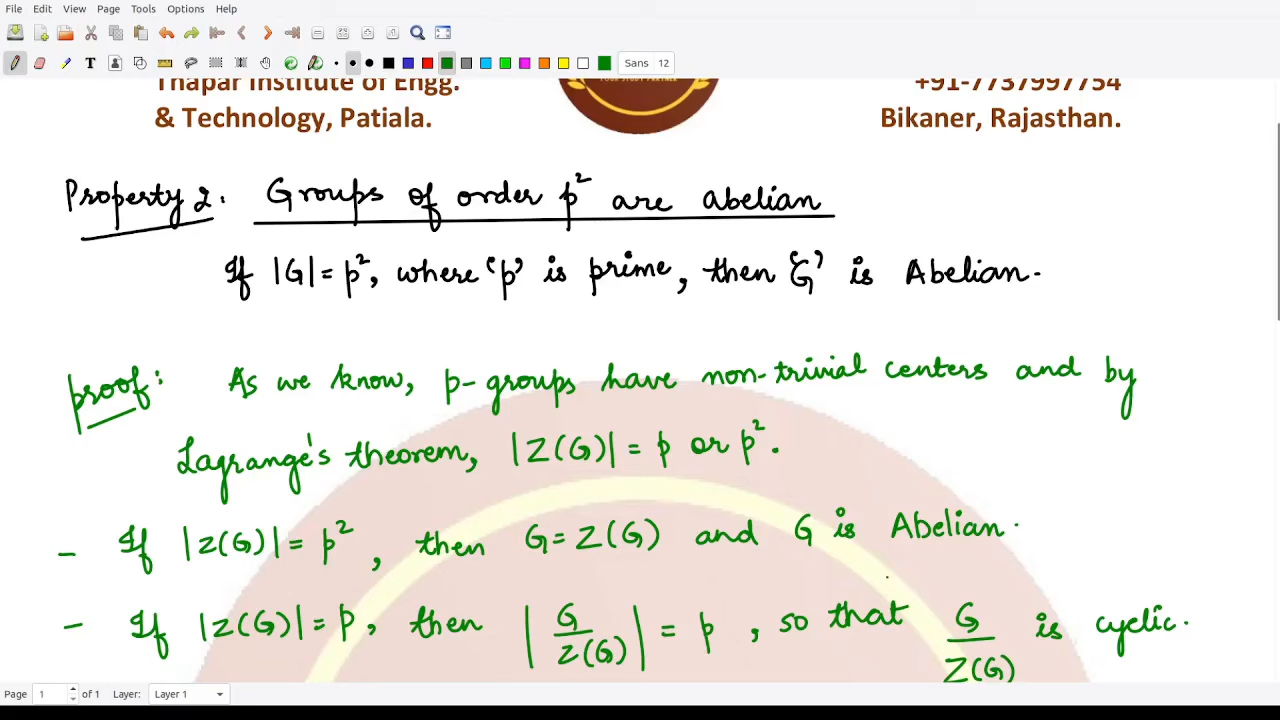 File Edit View Page Tools Options Help
Sans 12
Thapar Institute of Engg.
+91-7737997754
& Technology, Patiala.
Bikaner, Rajasthan.
Property 2. Groups of order p² are abelian
If |G| = p², where 'p' is prime, then 'G' is Abelian.
proof: As we know, p-groups have non-trivial centers and by
Lagrange's theorem, |Z(G)| = p or p².
- If |Z(G)| = p², then G = Z(G) and G is Abelian.
- If |Z(G)| = p, then |G/Z(G)| = p, so that G/Z(G) is cyclic.
Page 1 of 1 Layer: Layer 1